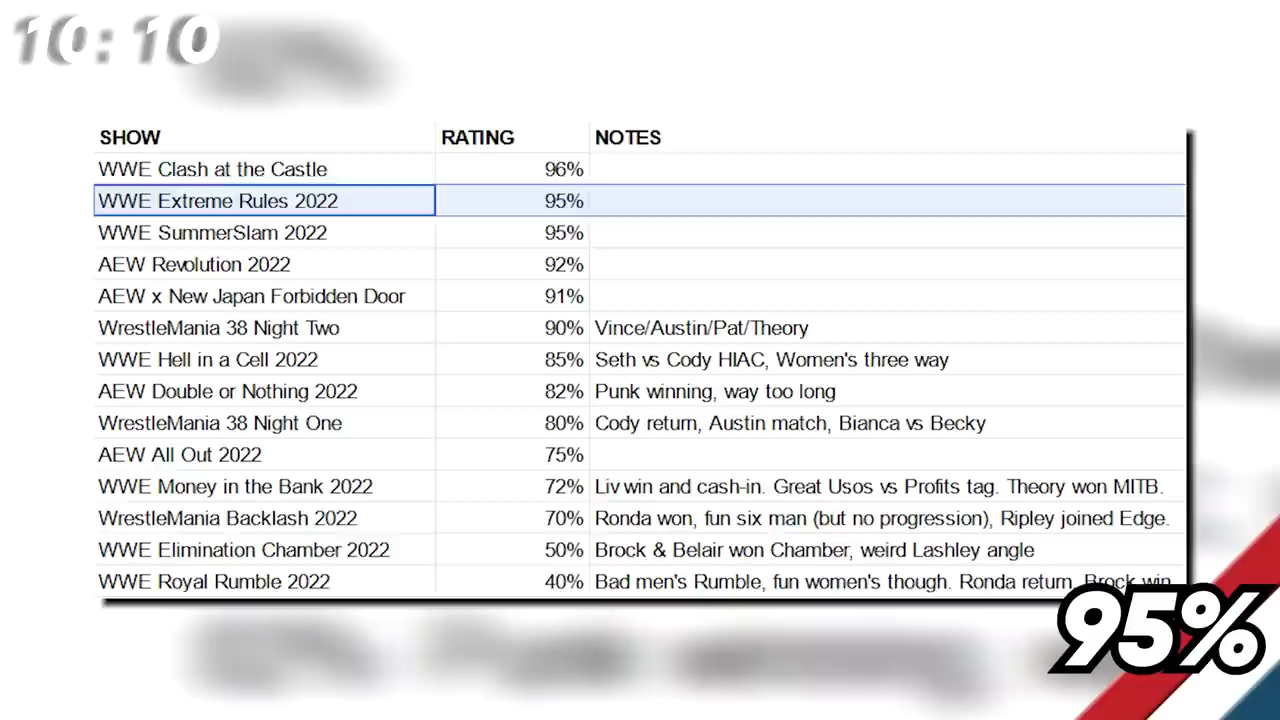 10:10
SHOW RATING NOTES
WWE Clash at the Castle 96%
WWE Extreme Rules 2022 95%
WWE SummerSlam 2022 95%
AEW Revolution 2022 92%
AEW x New Japan Forbidden Door 91%
WrestleMania 38 Night Two 90% Vince/Austin/Pat/Theory
WWE Hell in a Cell 2022 85% Seth vs Cody HIAC, Women's three way
AEW Double or Nothing 2022 82% Punk winning, way too long
WrestleMania 38 Night One 80% Cody return, Austin match, Bianca vs Becky
AEW All Out 2022 75%
WWE Money in the Bank 2022 72% Liv win and cash-in. Great Usos vs Profits tag. Theory won MITB.
WrestleMania Backlash 2022 70% Ronda won, fun six man (but no progression), Ripley joined Edge.
WWE Elimination Chamber 2022 50% Brock & Belair won Chamber, weird Lashley angle
WWE Royal Rumble 2022 40% Bad men's Rumble, fun women's though. Ronda return, Brock win
95%